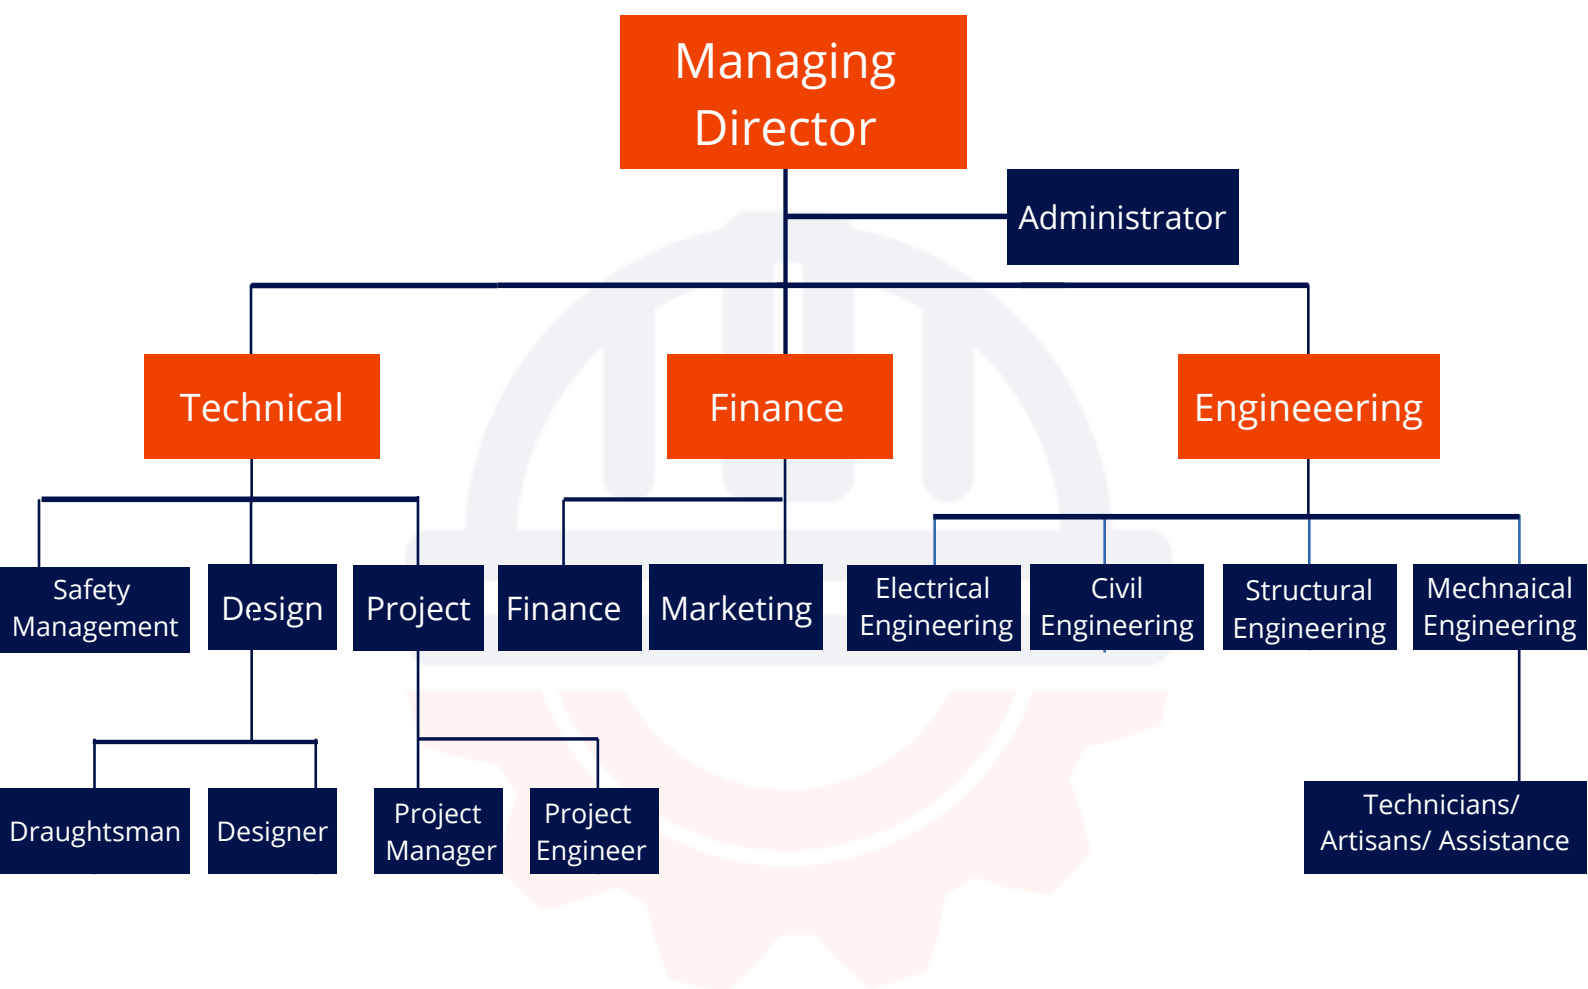 Managing
Director
Administrator
Technical
Finance
Engineeering
Safety
Management
Design
Project
Finance
Marketing
Electrical
Engineering
Civil
Engineering
Structural
Engineering
Mechnaical
Engineering
Draughtsman
Designer
Project
Manager
Project
Engineer
Technicians/
Artisans/ Assistance